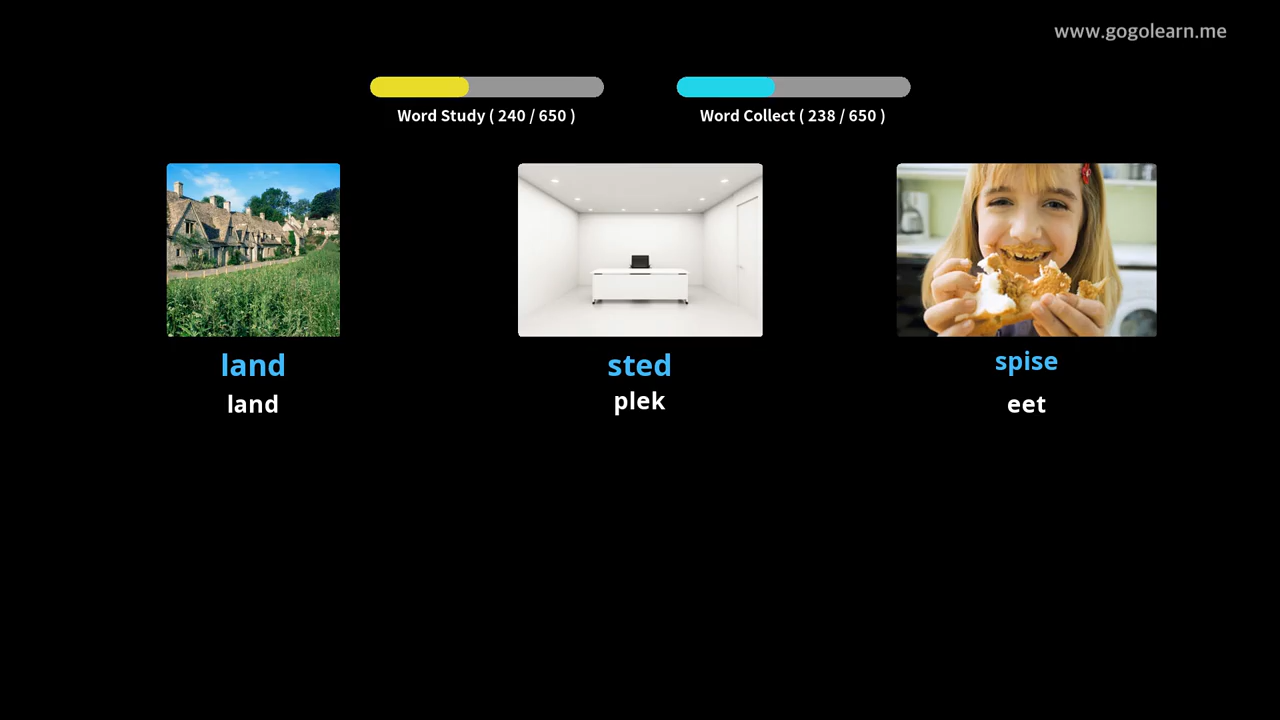 www.gogolearn.me
Word Study ( 240 / 650 )
Word Collect ( 238 / 650 )
land
land
sted
plek
spise
eet